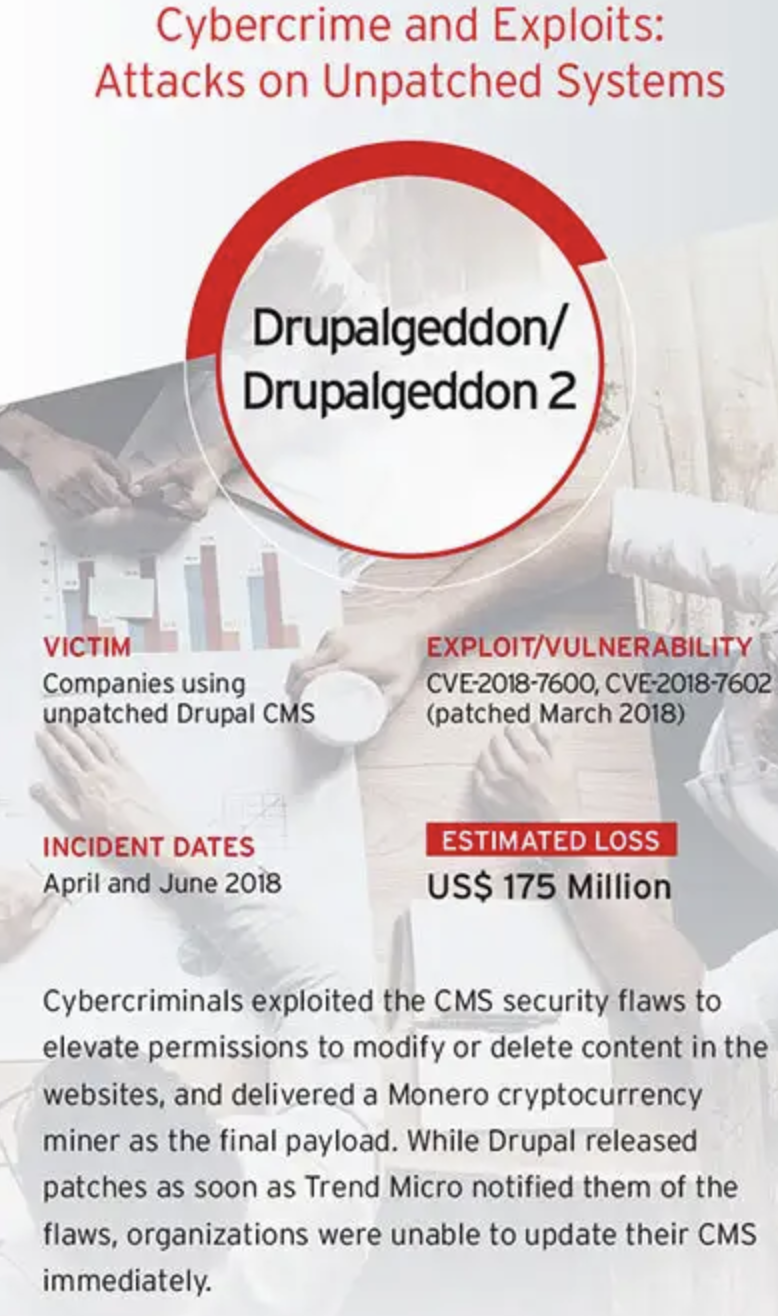 Cybercrime and Exploits:
Attacks on Unpatched Systems
Drupalgeddon/
Drupalgeddon 2
VICTIM
Companies using
unpatched Drupal CMS
EXPLOIT/VULNERABILITY
CVE-2018-7600, CVE-2018-7602
(patched March 2018)
INCIDENT DATES
April and June 2018
ESTIMATED LOSS
US$ 175 Million
Cybercriminals exploited the CMS security flaws to
elevate permissions to modify or delete content in the
websites, and delivered a Monero cryptocurrency
miner as the final payload. While Drupal released
patches as soon as Trend Micro notified them of the
flaws, organizations were unable to update their CMS
immediately.